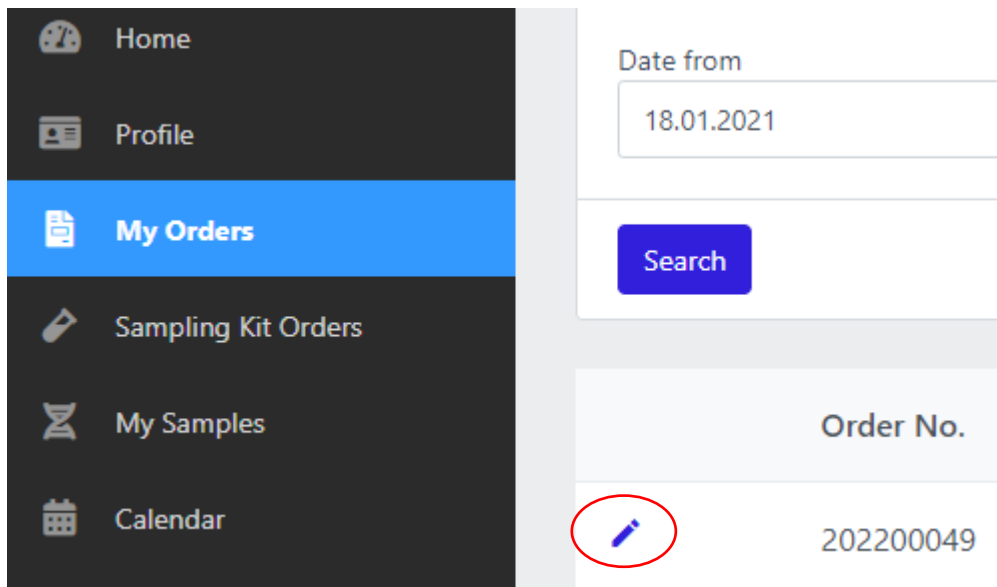 Home
Profile
My Orders
Sampling Kit Orders
My Samples
Calendar
Date from
18.01.2021
Search
Order No.
202200049